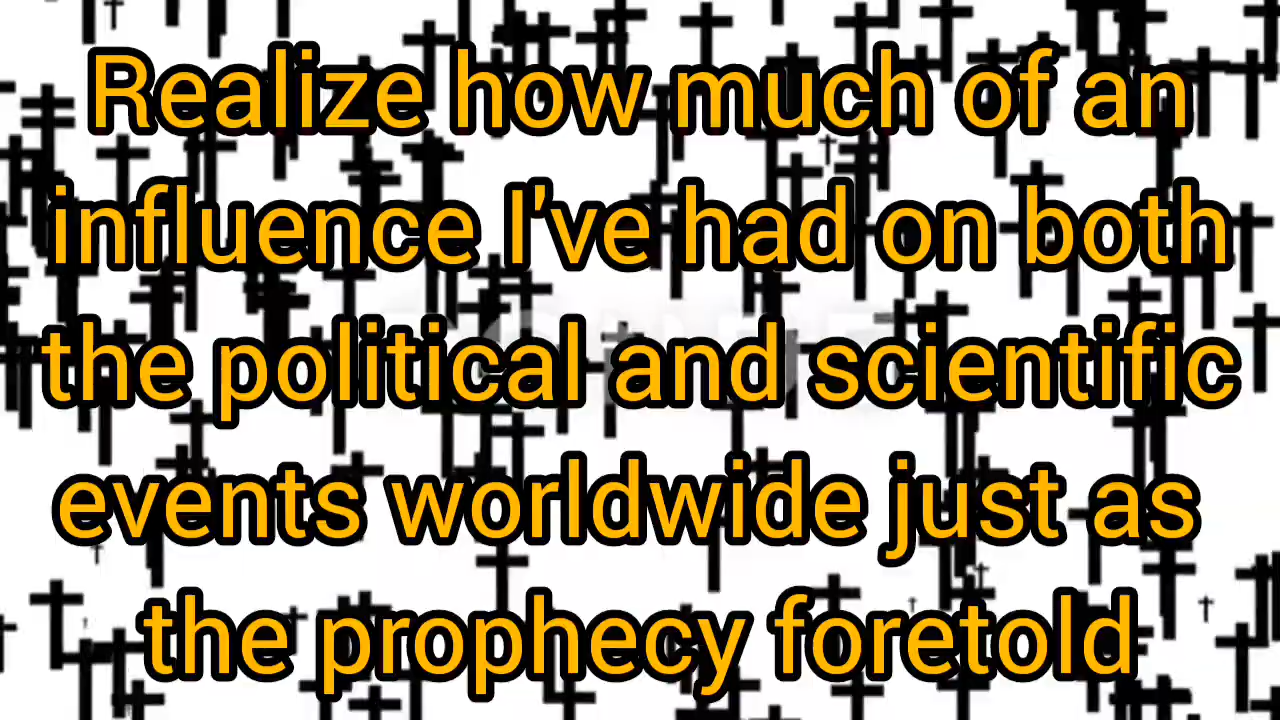 Realize how much of an
influence I've had on both
the political and scientific
events worldwide just as
the prophecy foretold